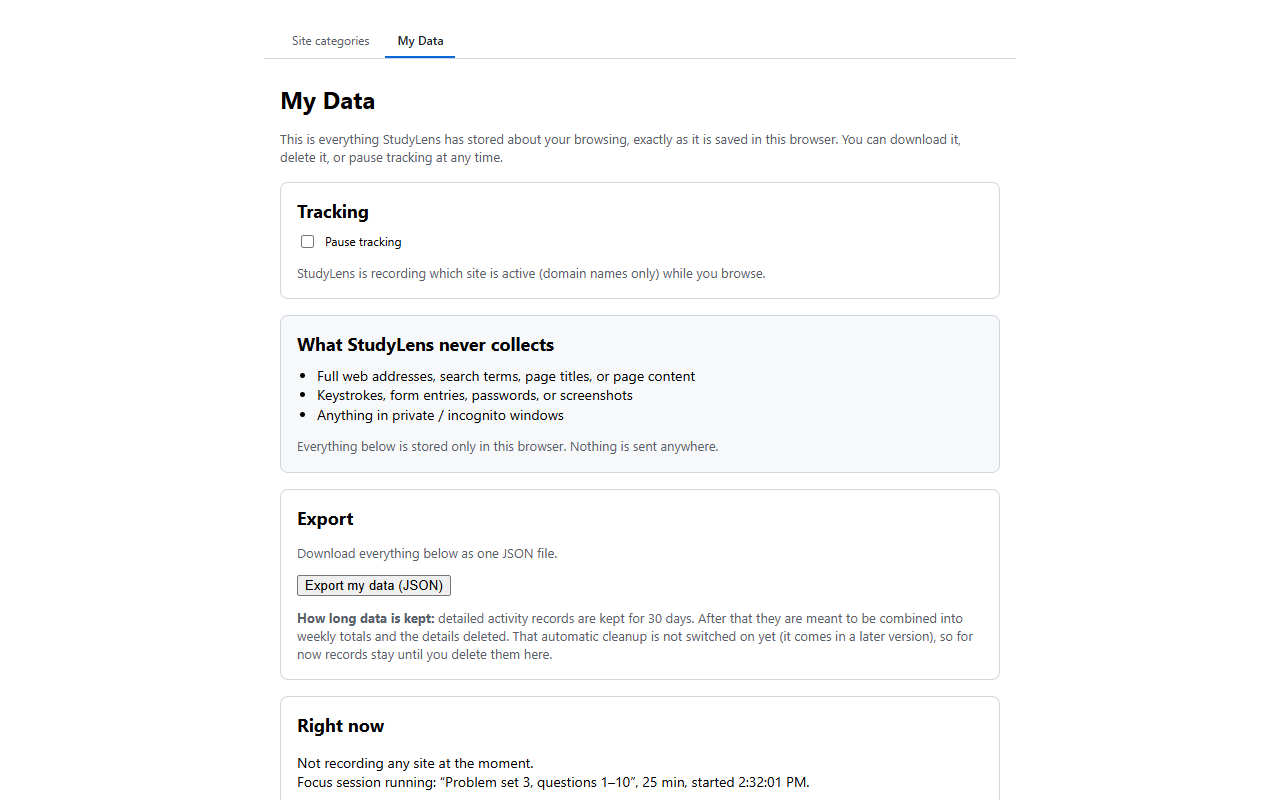 Site categories My Data
My Data
This is everything StudyLens has stored about your browsing, exactly as it is saved in this browser. You can download it,
delete it, or pause tracking at any time.
Tracking
Pause tracking
StudyLens is recording which site is active (domain names only) while you browse.
What StudyLens never collects
• Full web addresses, search terms, page titles, or page content
• Keystrokes, form entries, passwords, or screenshots
• Anything in private / incognito windows
Everything below is stored only in this browser. Nothing is sent anywhere.
Export
Download everything below as one JSON file.
Export my data (JSON)
How long data is kept: detailed activity records are kept for 30 days. After that they are meant to be combined into
weekly totals and the details deleted. That automatic cleanup is not switched on yet (it comes in a later version), so for
now records stay until you delete them here.
Right now
Not recording any site at the moment.
Focus session running: “Problem set 3, questions 1–10”, 25 min, started 2:32:01 PM.